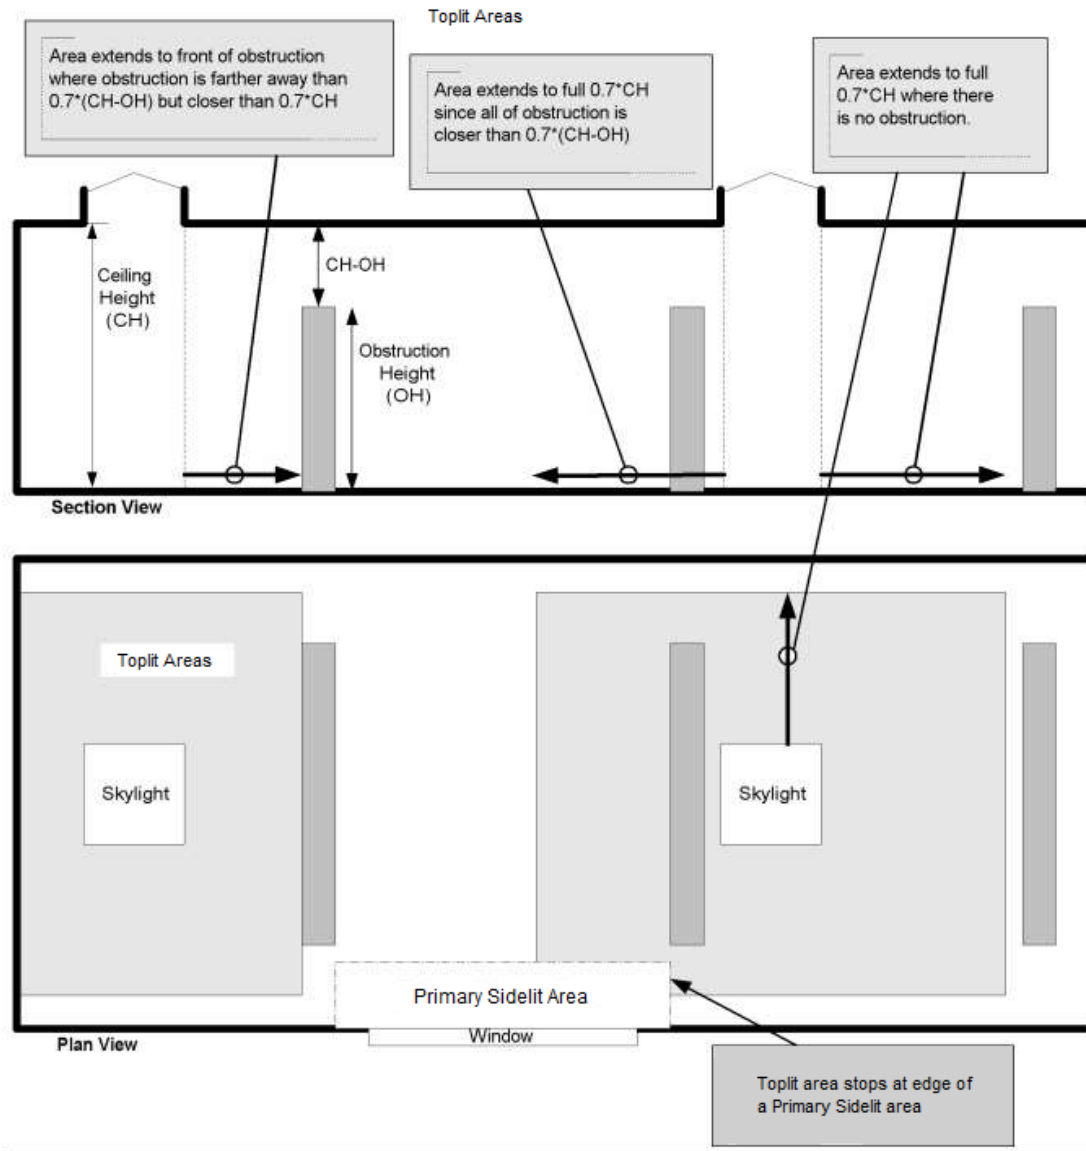 Toplit Areas
Area extends to front of obstruction
where obstruction is farther away than
0.7*(CH-OH) but closer than 0.7*CH
Area extends to full 0.7*CH
since all of obstruction is
closer than 0.7*(CH-OH)
Area extends to full
0.7*CH where there
is no obstruction.
Ceiling
Height
(CH)
CH-OH
Obstruction
Height
(OH)
Section View
Toplit Areas
Skylight
Skylight
Primary Sidelit Area
Window
Plan View
Toplit area stops at edge of
a Primary Sidelit area